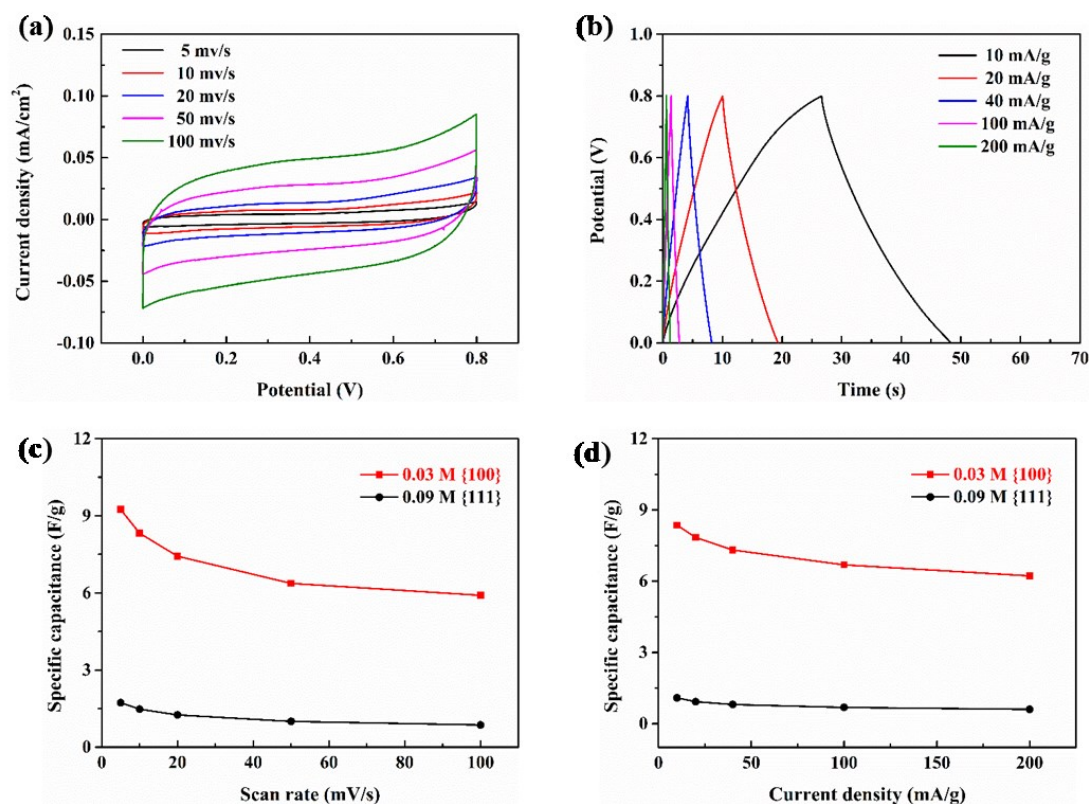 (a)
5 mv/s
10 mv/s
20 mv/s
50 mv/s
100 mv/s
0.15
0.10
0.05
0.00
-0.05
-0.10
Current density (mA/cm²)
0.0 0.2 0.4 0.6 0.8
Potential (V)
(b)
10 mA/g
20 mA/g
40 mA/g
100 mA/g
200 mA/g
1.0
0.8
0.6
0.4
0.2
0.0
Potential (V)
0 10 20 30 40 50 60 70
Time (s)
(c)
0.03 M {100}
0.09 M {111}
12
9
6
3
0
Specific capacitance (F/g)
0 20 40 60 80 100
Scan rate (mV/s)
(d)
0.03 M {100}
0.09 M {111}
12
9
6
3
0
Specific capacitance (F/g)
0 50 100 150 200
Current density (mA/g)